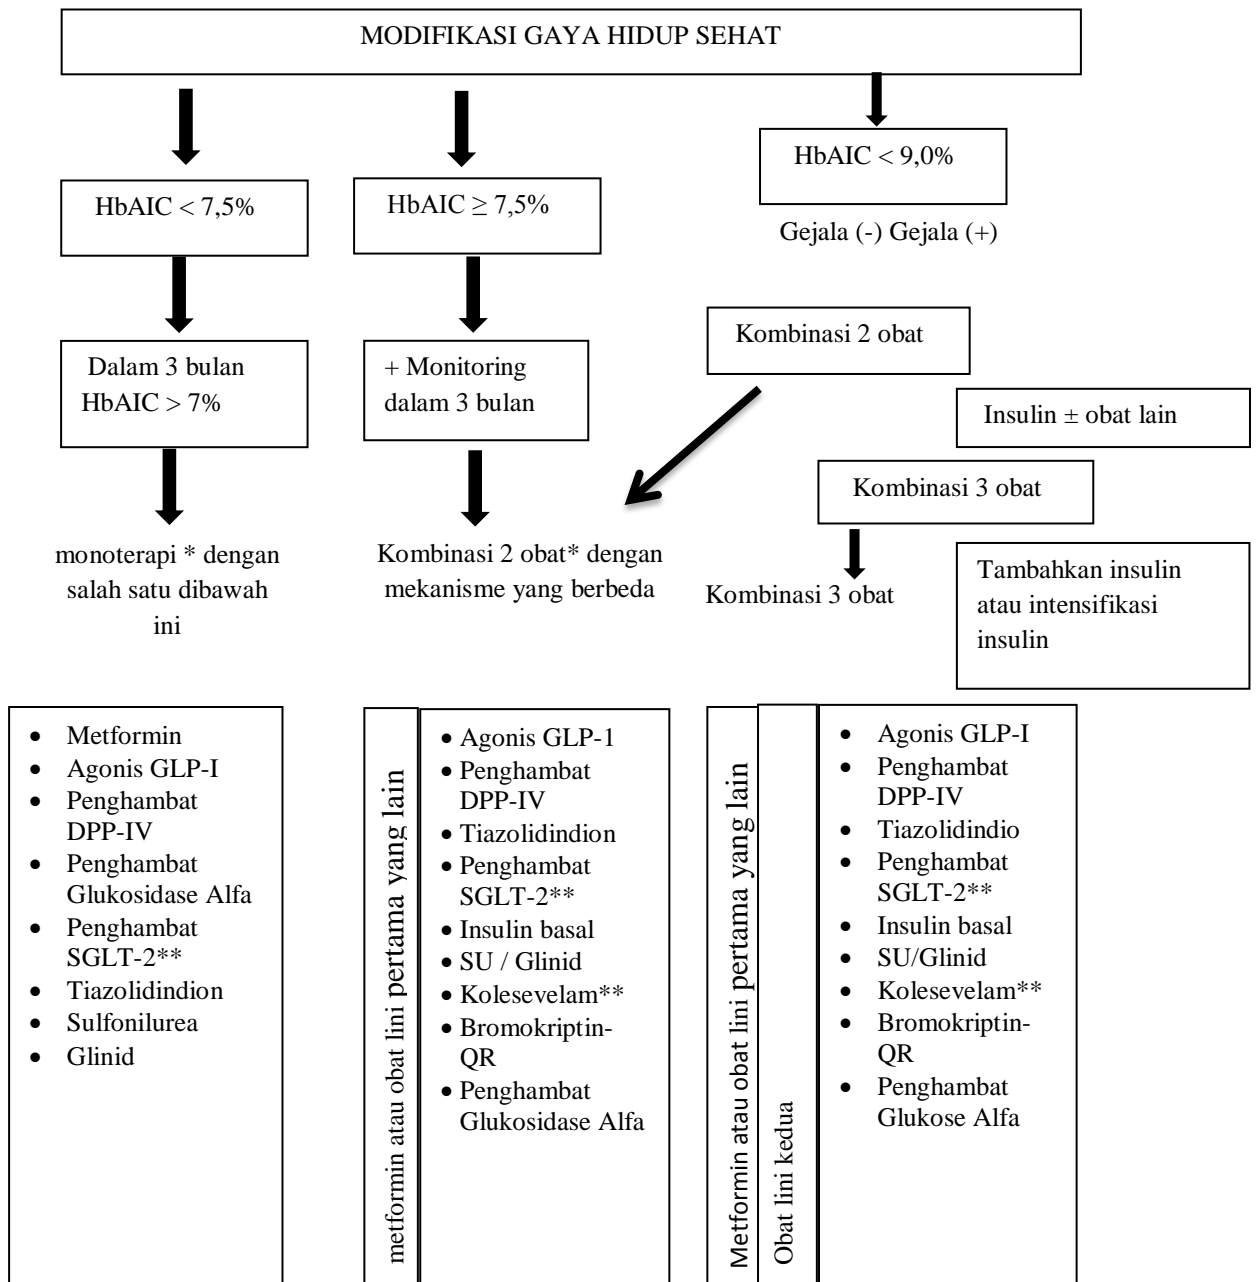 MODIFIKASI GAYA HIDUP SEHAT
HbAIC < 7,5%
HbAIC ≥ 7,5%
HbAIC < 9,0%
Gejala (-) Gejala (+)
Dalam 3 bulan
HbAIC > 7%
+ Monitoring
dalam 3 bulan
Kombinasi 2 obat
Insulin ± obat lain
Kombinasi 3 obat
monoterapi * dengan
salah satu dibawah
ini
Kombinasi 2 obat* dengan
mekanisme yang berbeda
Kombinasi 3 obat
Tambahkan insulin
atau intensifikasi
insulin
• Metformin
• Agonis GLP-I
• Penghambat
DPP-IV
• Penghambat
Glukosidase Alfa
• Penghambat
SGLT-2**
• Tiazolidindion
• Sulfonilurea
• Glinid
metformin atau obat lini pertama yang lain
• Agonis GLP-1
• Penghambat
DPP-IV
• Tiazolidindion
• Penghambat
SGLT-2**
• Insulin basal
• SU / Glinid
• Kolesevelam**
• Bromokriptin-
QR
• Penghambat
Glukosidase Alfa
Metformin atau obat lini pertama yang lain
Obat lini kedua
• Agonis GLP-I
• Penghambat
DPP-IV
• Tiazolidindio
• Penghambat
SGLT-2**
• Insulin basal
• SU/Glinid
• Kolesevelam**
• Bromokriptin-
QR
• Penghambat
Glukose Alfa